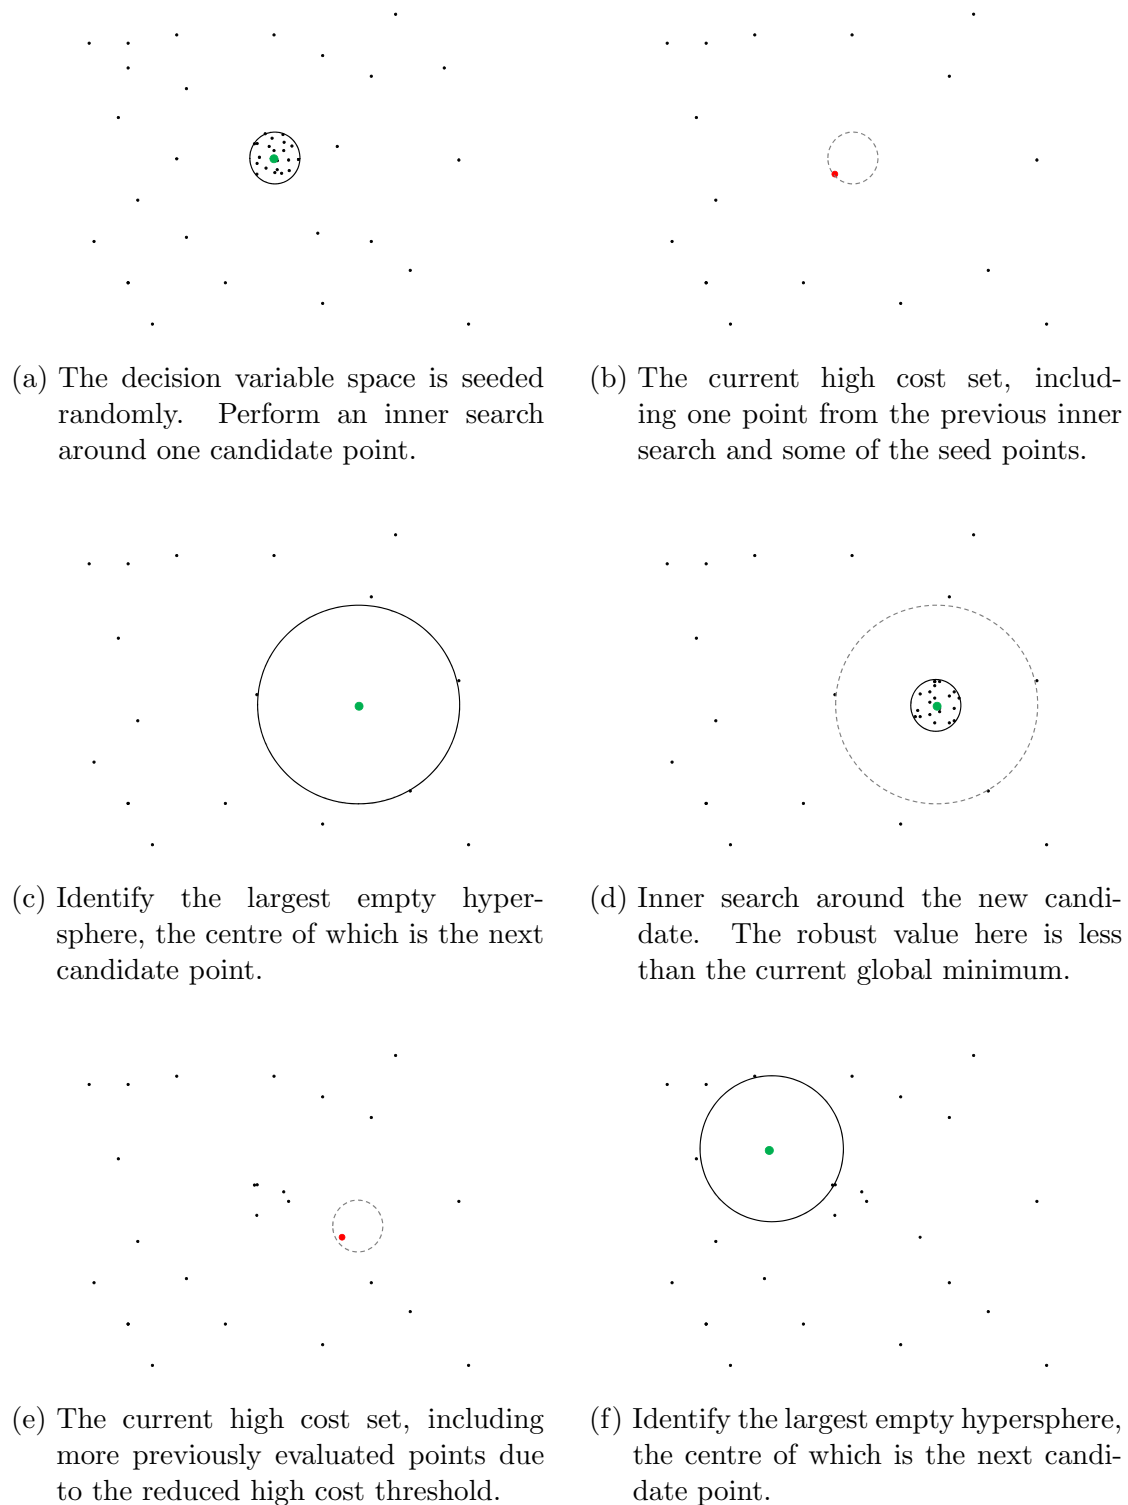 (a) The decision variable space is seeded
randomly. Perform an inner search
around one candidate point.
(b) The current high cost set, includ-
ing one point from the previous inner
search and some of the seed points.
(c) Identify the largest empty hyper-
sphere, the centre of which is the next
candidate point.
(d) Inner search around the new candi-
date. The robust value here is less
than the current global minimum.
(e) The current high cost set, including
more previously evaluated points due
to the reduced high cost threshold.
(f) Identify the largest empty hypersphere,
the centre of which is the next candi-
date point.